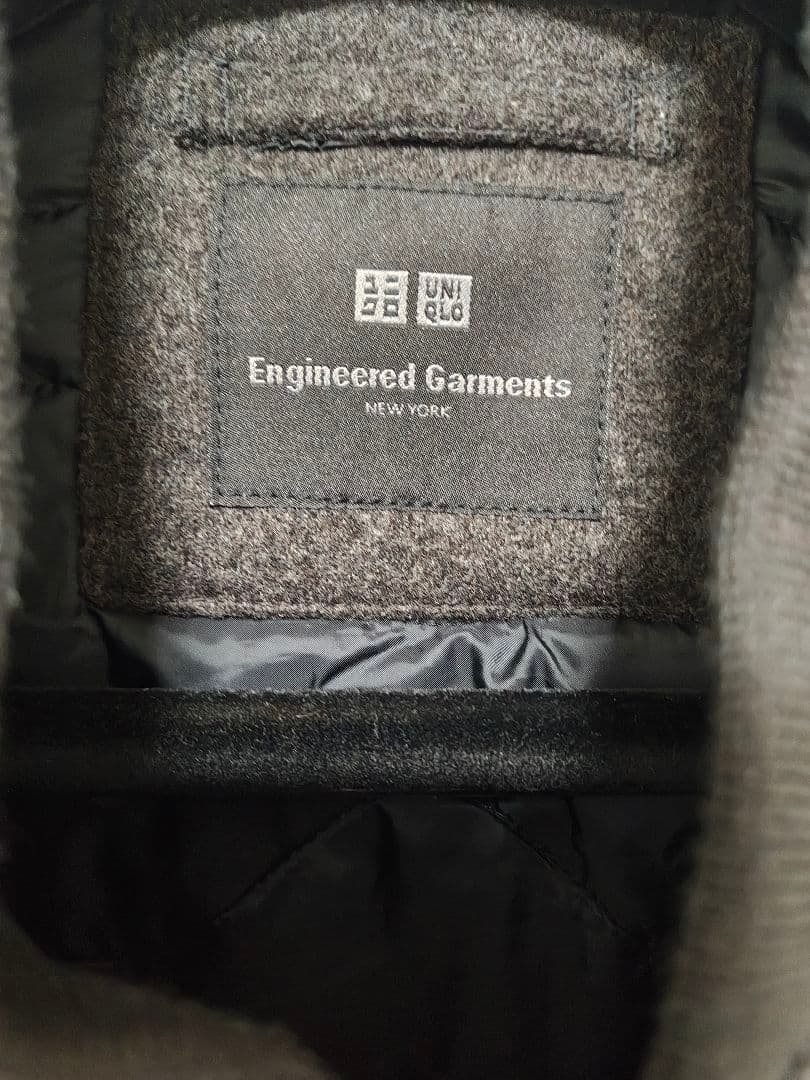 ユニ UNI
クロ QLO
Engineered Garments
NEW YORK